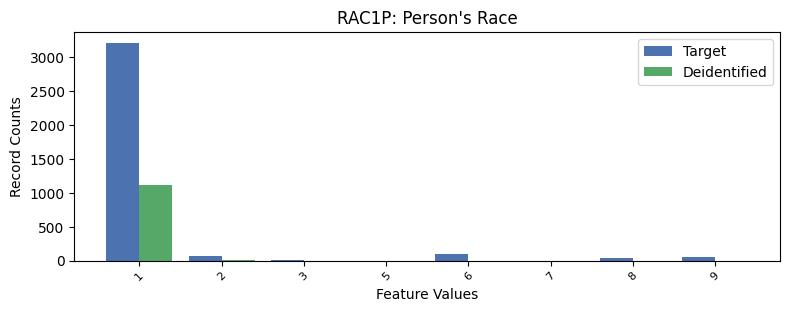 RAC1P: Person's Race
Target
Deidentified
Record Counts
3000
2500
2000
1500
1000
500
0
1 2 3 5 6 7 8 9
Feature Values